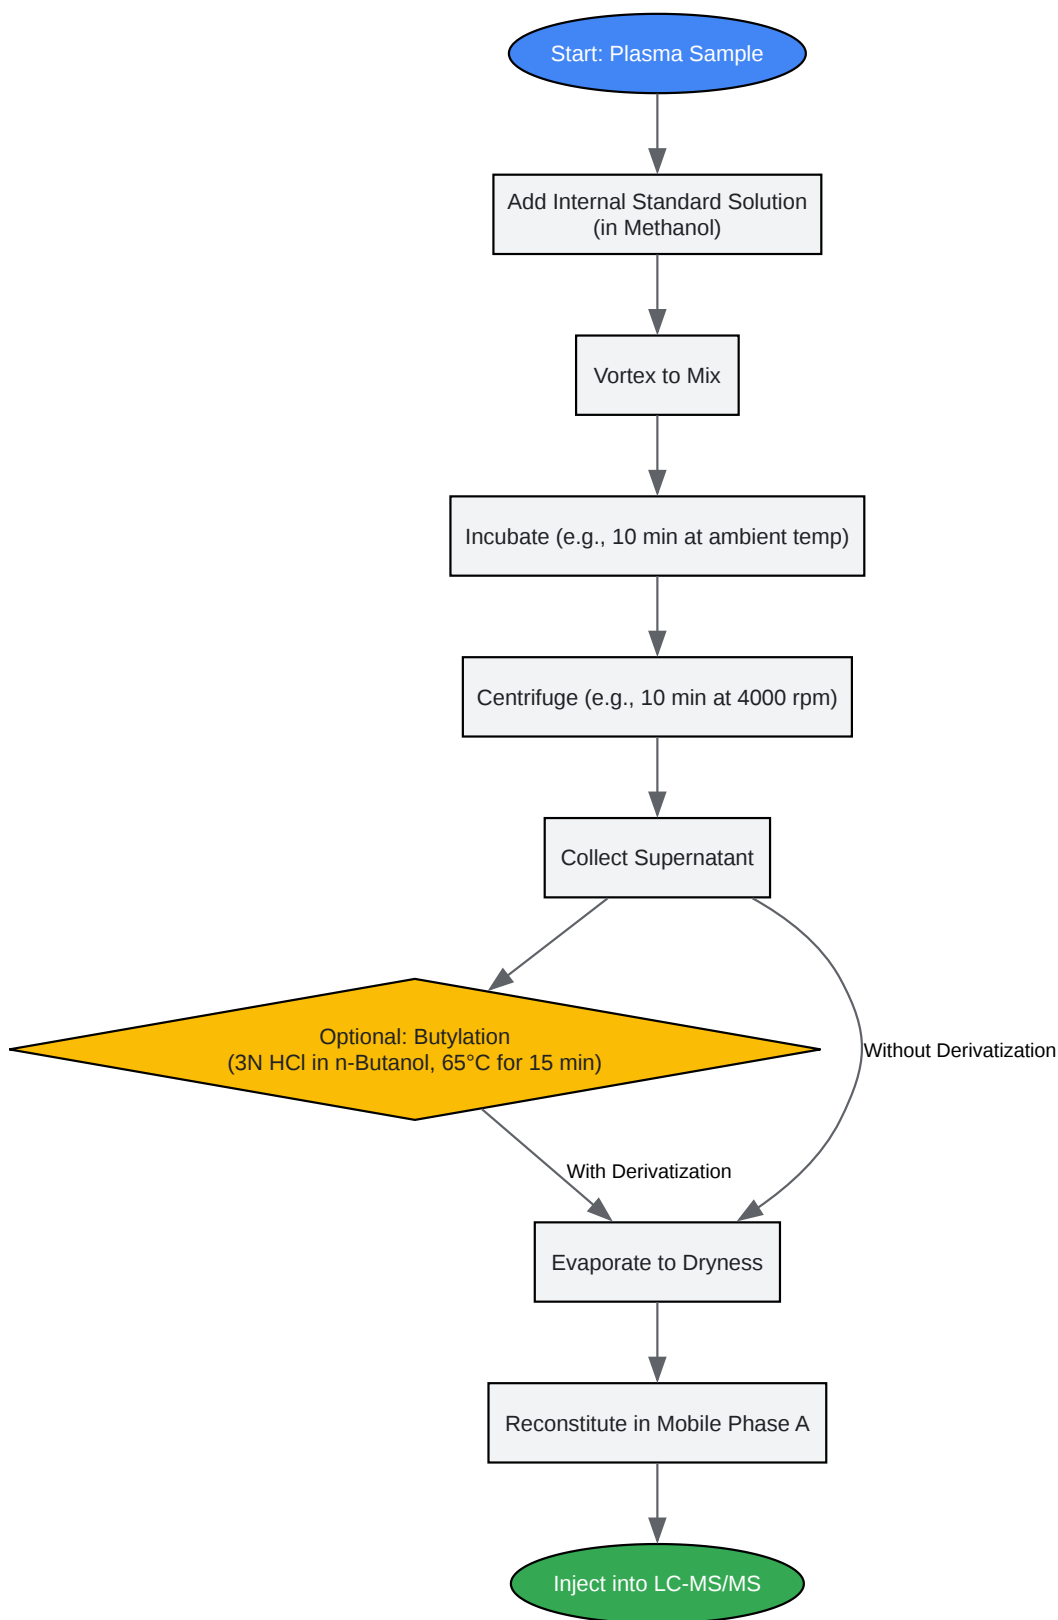 Start: Plasma Sample
Add Internal Standard Solution
(in Methanol)
Vortex to Mix
Incubate (e.g., 10 min at ambient temp)
Centrifuge (e.g., 10 min at 4000 rpm)
Collect Supernatant
Optional: Butylation
(3N HCl in n-Butanol, 65°C for 15 min)
Without Derivatization
With Derivatization
Evaporate to Dryness
Reconstitute in Mobile Phase A
Inject into LC-MS/MS